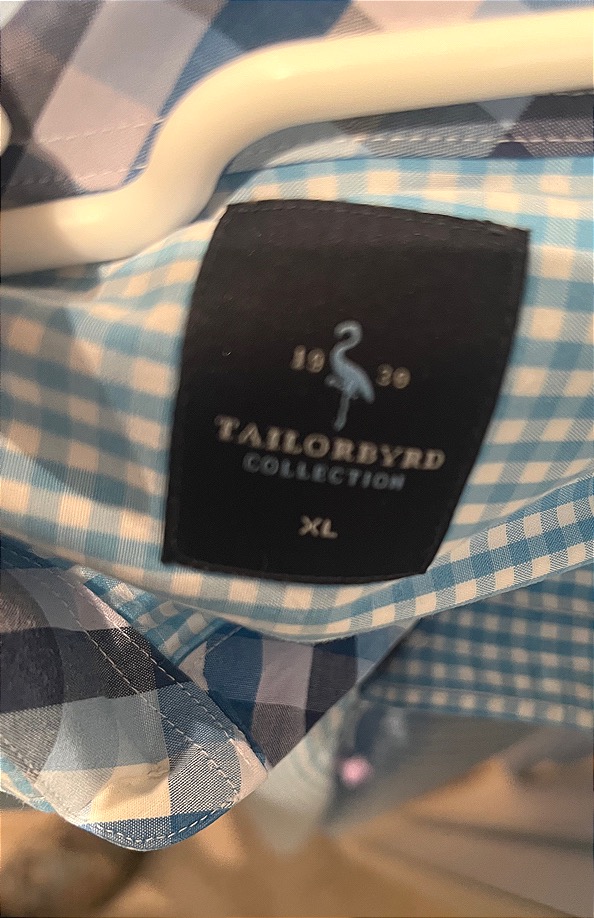 19 39
TAILORBYRD
COLLECTION
XL